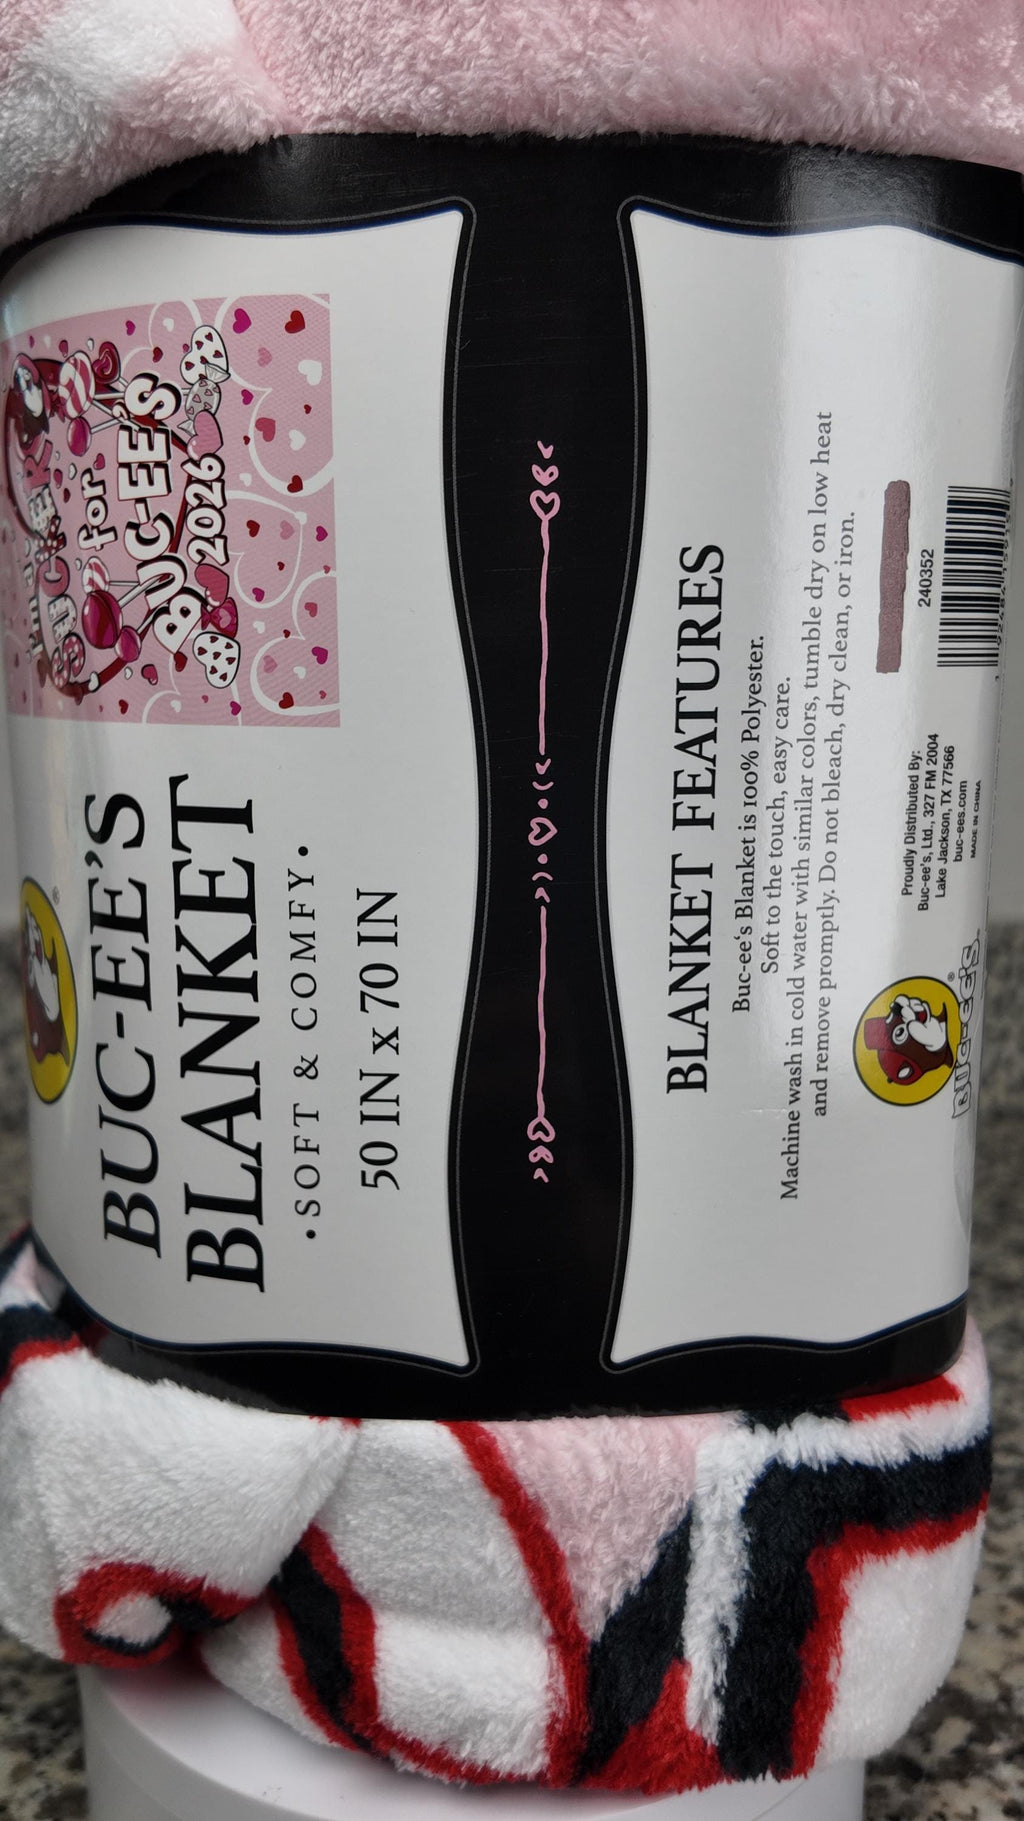 I'm a
SUCKER
for
BUC-EE'S
2026
®
BUC-EE'S
BLANKET
•SOFT & COMFY•
50 IN x 70 IN
BLANKET FEATURES
Buc-ee‘s Blanket is 100% Polyester.
Soft to the touch, easy care.
Machine wash in cold water with similar colors, tumble dry on low heat
and remove promptly. Do not bleach, dry clean, or iron.
®
BUC-EE'S
Proudly Distributed By:
Buc-ee's, Ltd., 327 FM 2004
Lake Jackson, TX 77566
buc-ees.com
MADE IN CHINA
240352